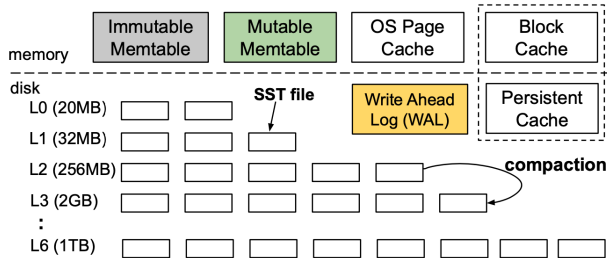 Immutable
Memtable
Mutable
Memtable
OS Page
Cache
Block
Cache
memory
disk
SST file
Write Ahead
Log (WAL)
Persistent
Cache
L0 (20MB)
L1 (32MB)
L2 (256MB)
compaction
L3 (2GB)
:
L6 (1TB)